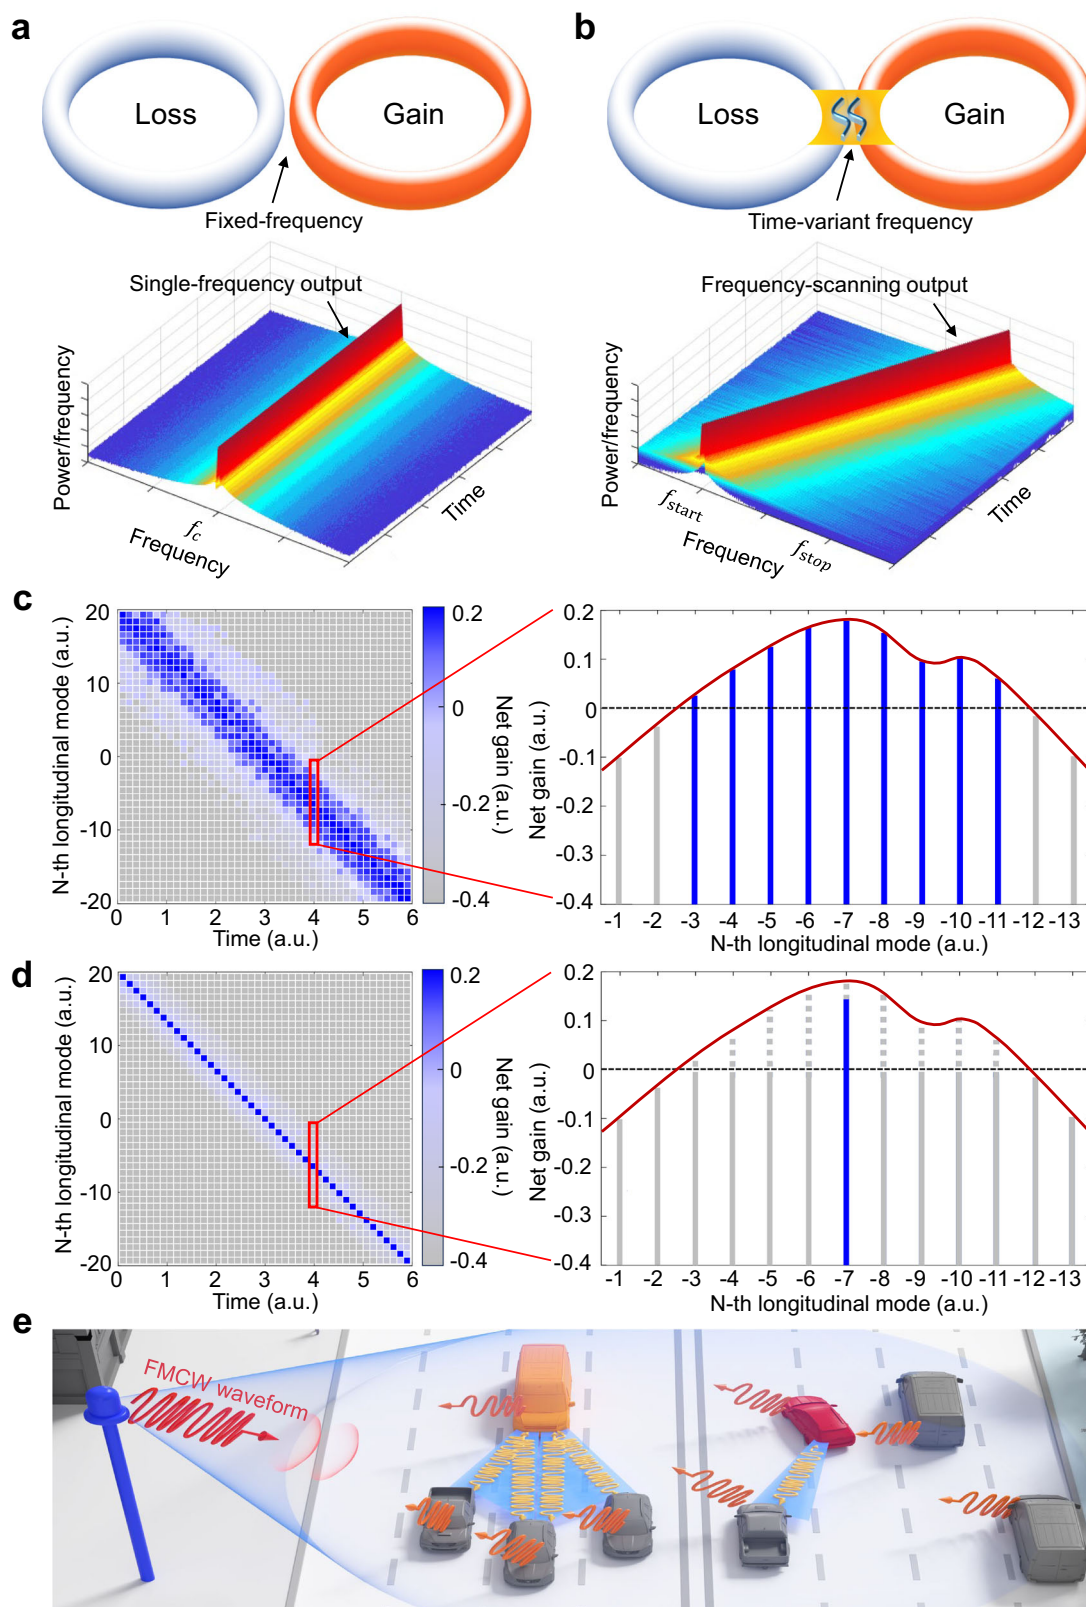 a
b
Loss
Gain
Loss
Gain
Fixed-frequency
Time-variant frequency
Single-frequency output
Frequency-scanning output
Power/frequency
f_c
Frequency
Time
Power/frequency
f_start
Frequency
f_stop
Time
c
N-th longitudinal mode (a.u.)
20
10
0
-10
-20
0 1 2 3 4 5 6
Time (a.u.)
0.2
0
-0.2
-0.4
Net gain (a.u.)
Net gain (a.u.)
0.2
0.1
0
-0.1
-0.2
-0.3
-0.4
-1 -2 -3 -4 -5 -6 -7 -8 -9 -10 -11 -12 -13
N-th longitudinal mode (a.u.)
d
N-th longitudinal mode (a.u.)
20
10
0
-10
-20
0 1 2 3 4 5 6
Time (a.u.)
0.2
0
-0.2
-0.4
Net gain (a.u.)
Net gain (a.u.)
0.2
0.1
0
-0.1
-0.2
-0.3
-0.4
-1 -2 -3 -4 -5 -6 -7 -8 -9 -10 -11 -12 -13
N-th longitudinal mode (a.u.)
e
FMCW waveform